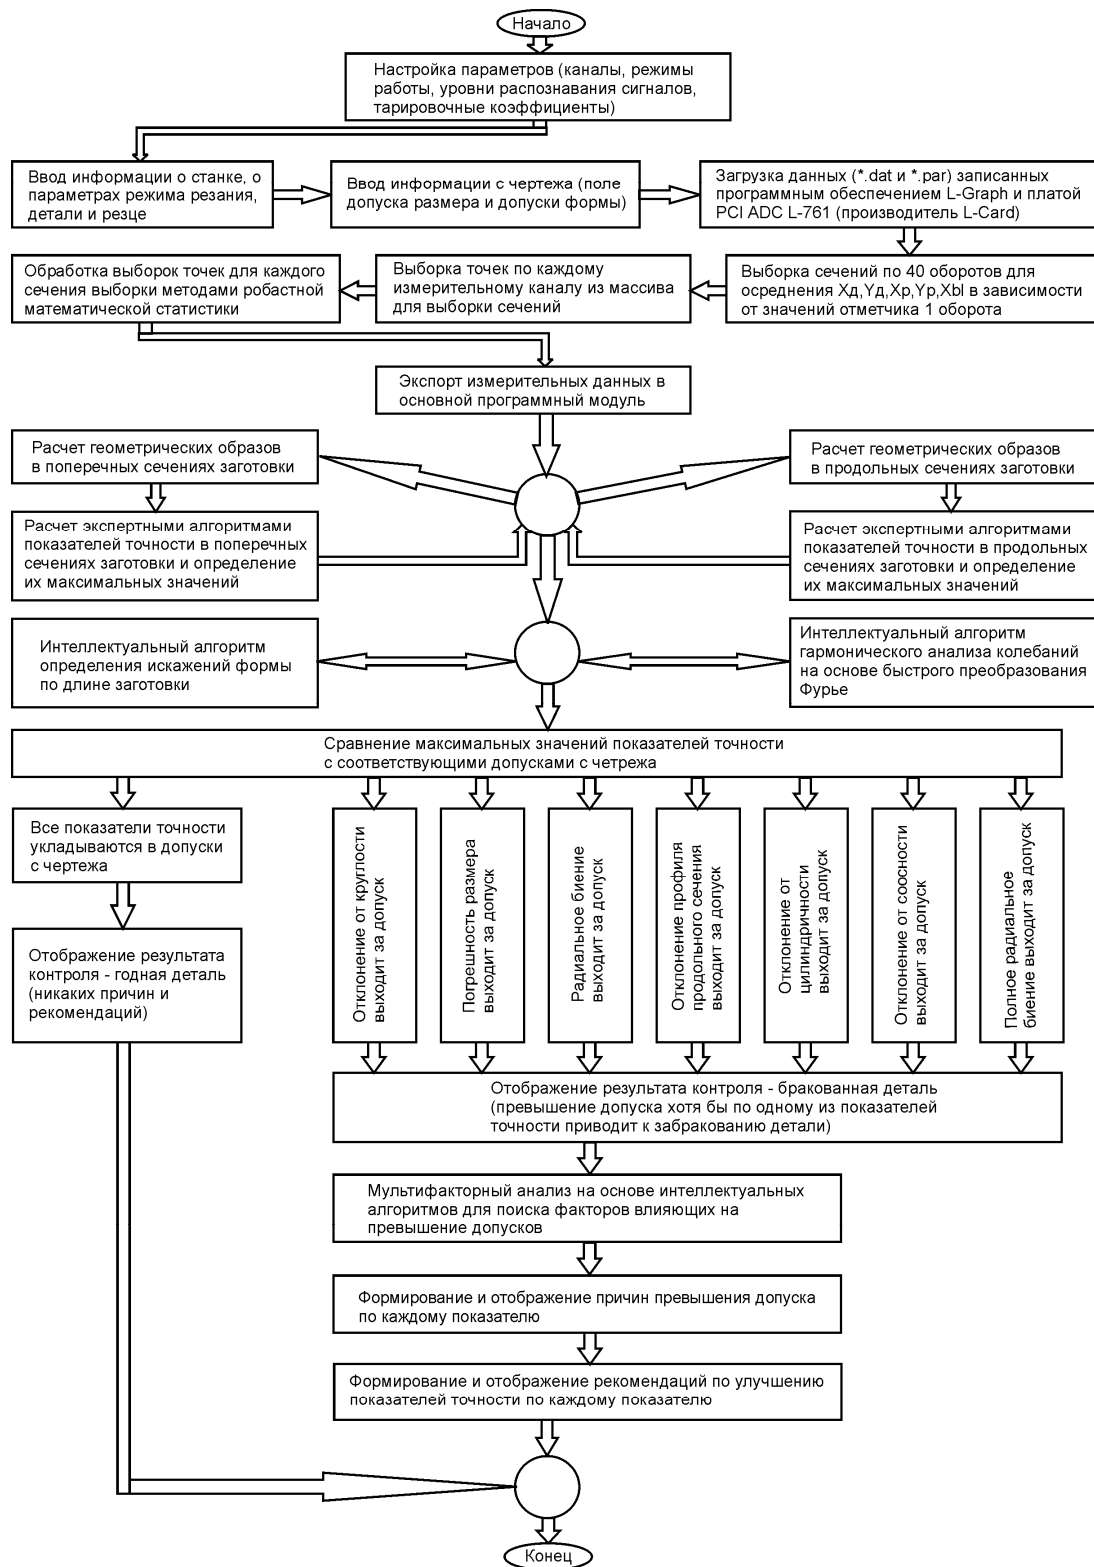 Начало
Настройка параметров (каналы, режимы
работы, уровни распознавания сигналов,
тарировочные коэффициенты)
Ввод информации о станке, о
параметрах режима резания,
детали и резце
Ввод информации с чертежа (поле
допуска размера и допуски формы)
Загрузка данных (*.dat и *.par) записанных
программным обеспечением L-Graph и платой
PCI ADC L-761 (производитель L-Card)
Обработка выборок точек для каждого
сечения выборки методами робастной
математической статистики
Выборка точек по каждому
измерительному каналу из массива
для выборки сечений
Выборка сечений по 40 оборотов для
осреднения Хд,Yд,Хр,Yр,Хbl в зависимости
от значений отметчика 1 оборота
Экспорт измерительных данных в
основной программный модуль
Расчет геометрических образов
в поперечных сечениях заготовки
Расчет геометрических образов
в продольных сечениях заготовки
Расчет экспертными алгоритмами
показателей точности в поперечных
сечениях заготовки и определение
их максимальных значений
Расчет экспертными алгоритмами
показателей точности в продольных
сечениях заготовки и определение
их максимальных значений
Интеллектуальный алгоритм
определения искажений формы
по длине заготовки
Интеллектуальный алгоритм
гармонического анализа колебаний
на основе быстрого преобразования
Фурье
Сравнение максимальных значений показателей точности
с соответствующими допусками с четрежа
Все показатели точности
укладываются в допуски
с чертежа
Отображение результата
контроля - годная деталь
(никаких причин и
рекомендаций)
Отклонение от круглости
выходит за допуск
Погрешность размера
выходит за допуск
Радиальное биение
выходит за допуск
Отклонение профиля
продольного сечения
выходит за допуск
Отклонение от
цилиндричности
выходит за допуск
Отклонение от соосности
выходит за допуск
Полное радиальное
биение выходит за допуск
Отображение результата контроля - бракованная деталь
(превышение допуска хотя бы по одному из показателей
точности приводит к забракованию детали)
Мультифакторный анализ на основе интеллектуальных
алгоритмов для поиска факторов влияющих на
превышение допусков
Формирование и отображение причин превышения допуска
по каждому показателю
Формирование и отображение рекомендаций по улучшению
показателей точности по каждому показателю
Конец